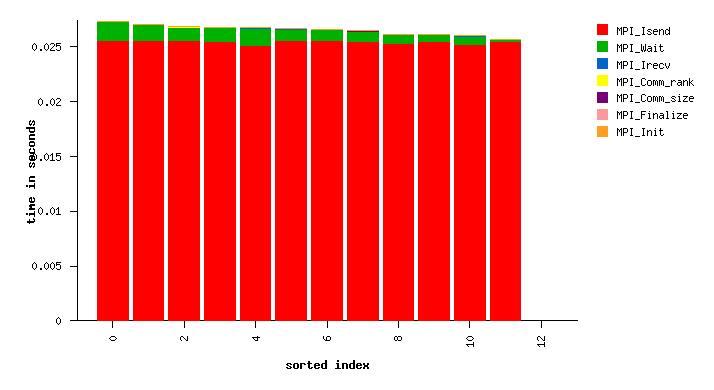 0.025
0.02
0.015
0.01
0.005
0
time in seconds
0
2
4
6
8
10
12
sorted index
MPI_Isend
MPI_Wait
MPI_Irecv
MPI_Comm_rank
MPI_Comm_size
MPI_Finalize
MPI_Init